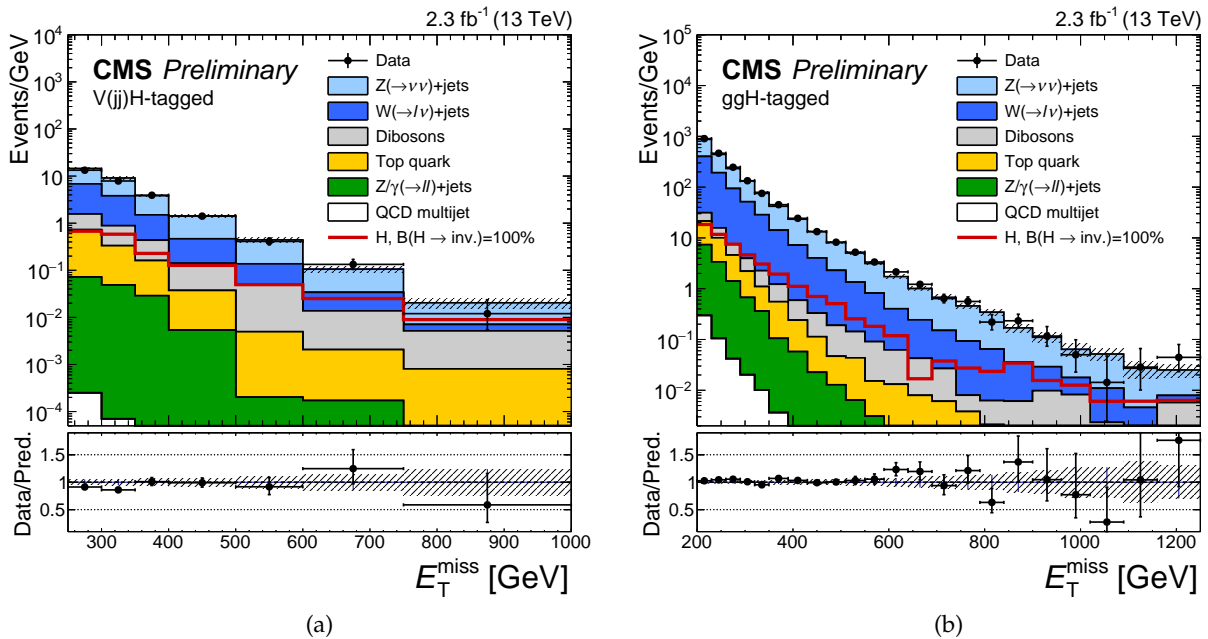 2.3 fb⁻¹ (13 TeV)
Events/GeV
10⁴
10³
10²
10
1
10⁻¹
10⁻²
10⁻³
10⁻⁴
CMS Preliminary
V(jj)H-tagged
Data
Z(→νν)+jets
W(→lν)+jets
Dibosons
Top quark
Z/γ(→ll)+jets
QCD multijet
H, B(H → inv.)=100%
Data/Pred.
1.5
1
0.5
300 400 500 600 700 800 900 1000
E_T^miss [GeV]
(a)
2.3 fb⁻¹ (13 TeV)
Events/GeV
10⁵
10⁴
10³
10²
10
1
10⁻¹
10⁻²
CMS Preliminary
ggH-tagged
Data
Z(→νν)+jets
W(→lν)+jets
Dibosons
Top quark
Z/γ(→ll)+jets
QCD multijet
H, B(H → inv.)=100%
Data/Pred.
1.5
1
0.5
200 400 600 800 1000 1200
E_T^miss [GeV]
(b)